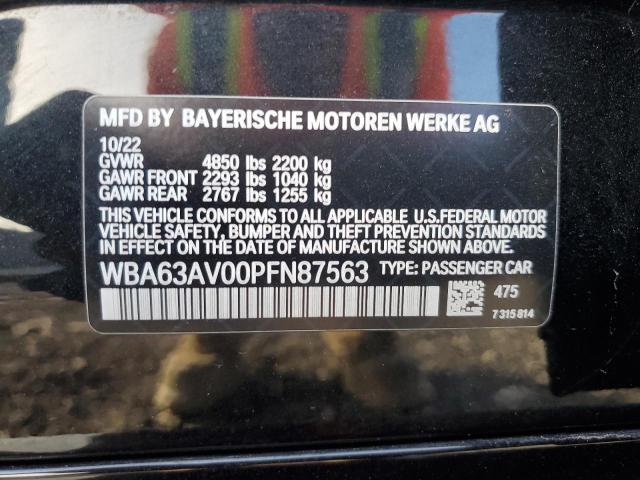 MFD BY BAYERISCHE MOTOREN WERKE AG
10/22
GVWR 4850 lbs 2200 kg
GAWR FRONT 2293 lbs 1040 kg
GAWR REAR 2767 lbs 1255 kg
THIS VEHICLE CONFORMS TO ALL APPLICABLE U.S.FEDERAL MOTOR
VEHICLE SAFETY, BUMPER AND THEFT PREVENTION STANDARDS
IN EFFECT ON THE DATE OF MANUFACTURE SHOWN ABOVE
WBA63AV00PFN87563 TYPE: PASSENGER CAR
475
7 315 814